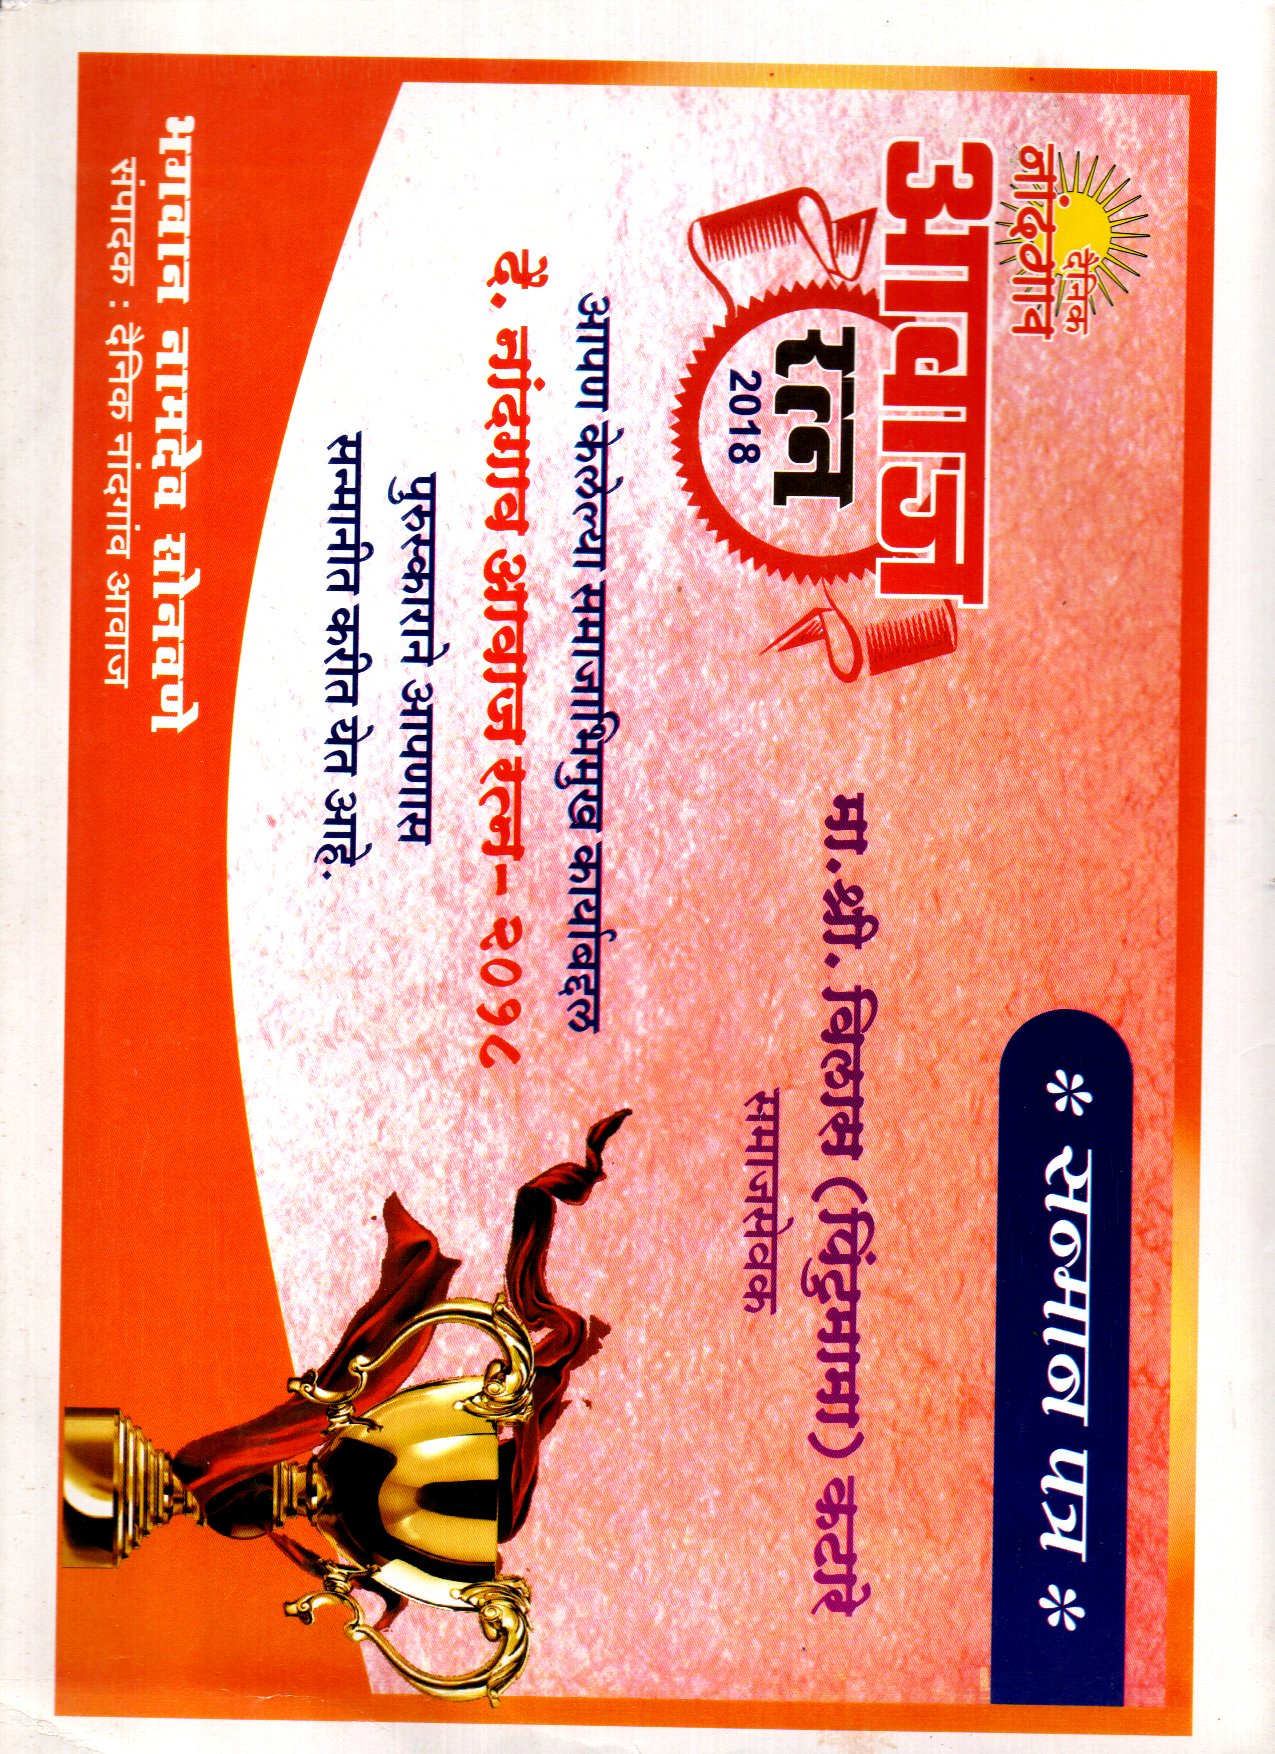 दैनिक
नांदगाव
आवाज
रत्न
2018
* सन्मान पत्र *
मा.श्री. विलास (पिंटुमामा) कटारे
समाजसेवक
आपण केलेल्या समाजाभिमुख कार्याबद्दल
दै. नांदगाव आवाज रत्न- २०१८
पुरुस्काराने आपणास
सन्मानीत करीत येत आहे.
भगवान नामदेव सोनवणे
संपादक : दैनिक नांदगांव आवाज